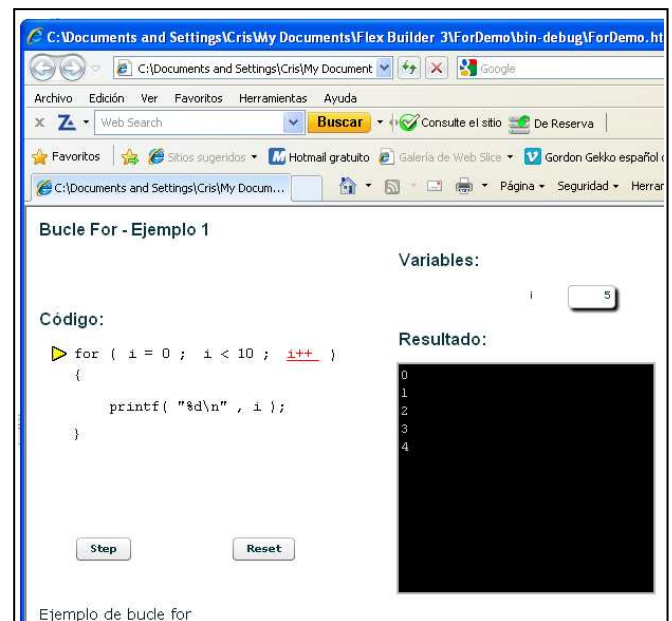 C:\Documents and Settings\Cris\My Documents\Flex Builder 3\ForDemo\bin-debug\ForDemo.ht
C:\Documents and Settings\Cris\My Document
Google
Archivo Edición Ver Favoritos Herramientas Ayuda
X Z Web Search Buscar Consulte el sitio De Reserva
Favoritos Sitios sugeridos Hotmail gratuito Galería de Web Slice Gordon Gekko español
C:\Documents and Settings\Cris\My Docum... Página Seguridad Herrar
Bucle For - Ejemplo 1
Variables:
i 5
Código:
for ( i = 0 ; i < 10 ; i++ )
{
printf( "%d\n" , i );
}
Resultado:
0
1
2
3
4
Step Reset
Ejemplo de bucle for